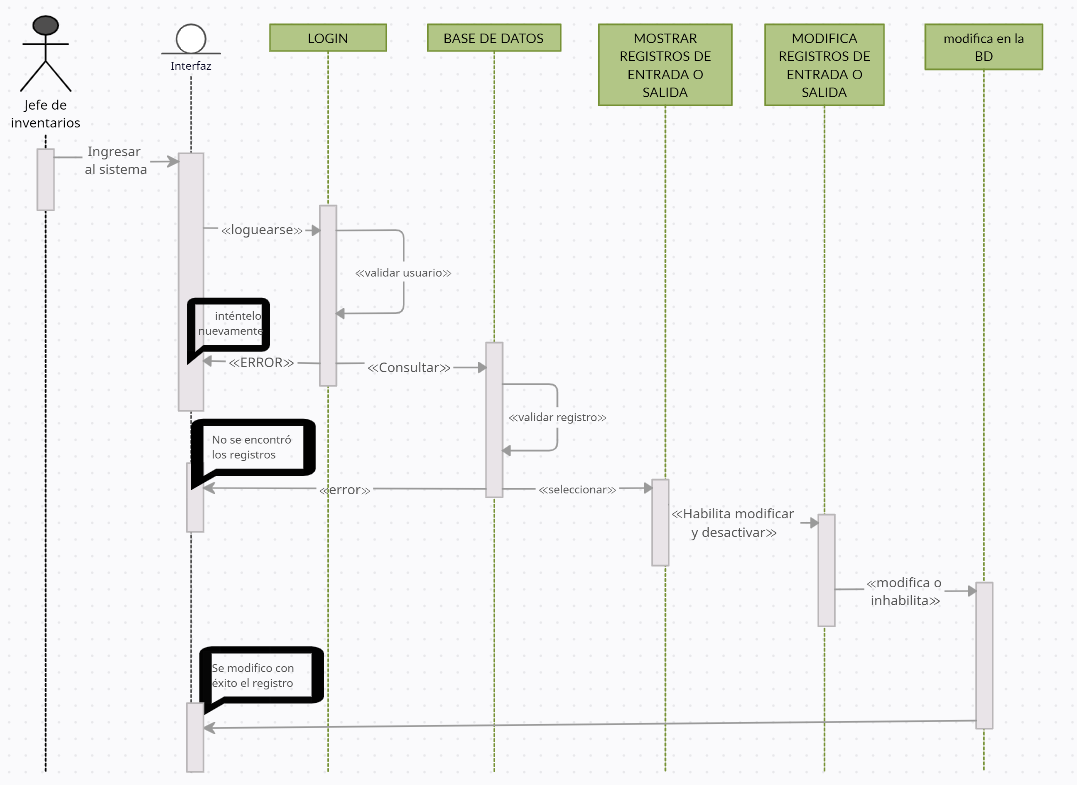 Jefe de
inventarios
Interfaz
LOGIN
BASE DE DATOS
MOSTRAR
REGISTROS DE
ENTRADA O
SALIDA
MODIFICA
REGISTROS DE
ENTRADA O
SALIDA
modifica en la
BD
Ingresar
al sistema
«loguearse»
«validar usuario»
inténtelo
nuevamente
«ERROR»
«Consultar»
«validar registro»
No se encontró
los registros
«error»
«seleccionar»
«Habilita modificar
y desactivar»
«modifica o
inhabilita»
Se modifico con
éxito el registro